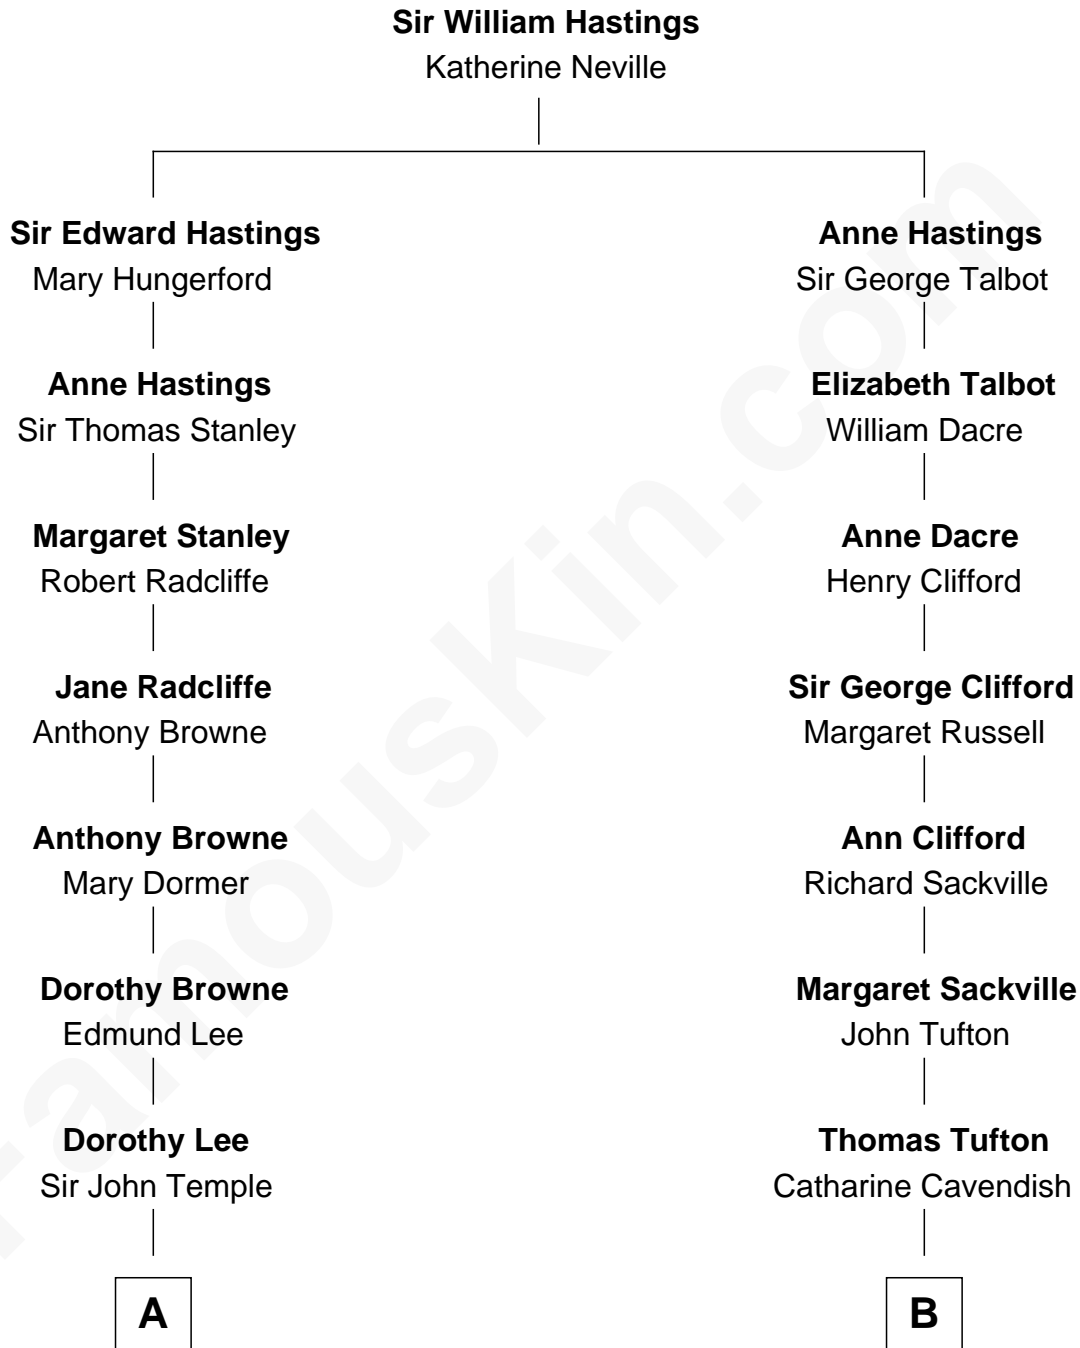 Sir William Hastings
Katherine Neville
Sir Edward Hastings
Mary Hungerford
Anne Hastings
Sir George Talbot
Anne Hastings
Sir Thomas Stanley
Elizabeth Talbot
William Dacre
Margaret Stanley
Robert Radcliffe
Anne Dacre
Henry Clifford
Jane Radcliffe
Anthony Browne
Sir George Clifford
Margaret Russell
Anthony Browne
Mary Dormer
Ann Clifford
Richard Sackville
Dorothy Browne
Edmund Lee
Margaret Sackville
John Tufton
Dorothy Lee
Sir John Temple
Thomas Tufton
Catharine Cavendish
A
B
FamousKin.com